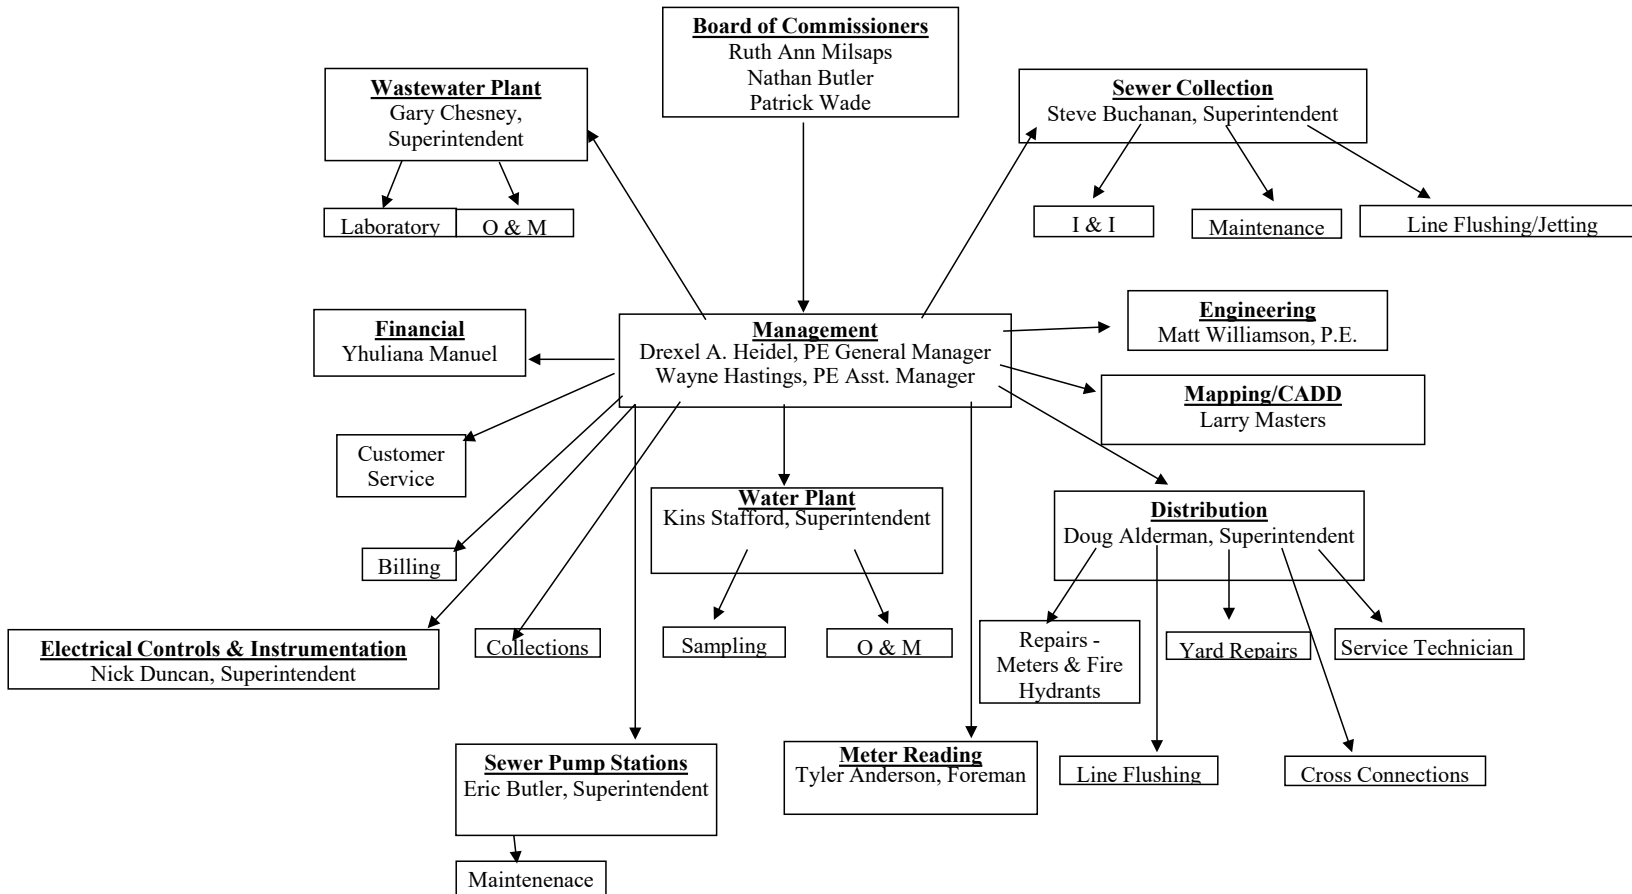 Board of Commissioners
Ruth Ann Milsaps
Nathan Butler
Patrick Wade
Wastewater Plant
Gary Chesney,
Superintendent
Sewer Collection
Steve Buchanan, Superintendent
Laboratory
O & M
I & I
Maintenance
Line Flushing/Jetting
Financial
Yhuliana Manuel
Management
Drexel A. Heidel, PE General Manager
Wayne Hastings, PE Asst. Manager
Engineering
Matt Williamson, P.E.
Mapping/CADD
Larry Masters
Customer
Service
Water Plant
Kins Stafford, Superintendent
Distribution
Doug Alderman, Superintendent
Billing
Electrical Controls & Instrumentation
Nick Duncan, Superintendent
Collections
Sampling
O & M
Repairs -
Meters & Fire
Hydrants
Yard Repairs
Service Technician
Sewer Pump Stations
Eric Butler, Superintendent
Meter Reading
Tyler Anderson, Foreman
Line Flushing
Cross Connections
Maintenenace